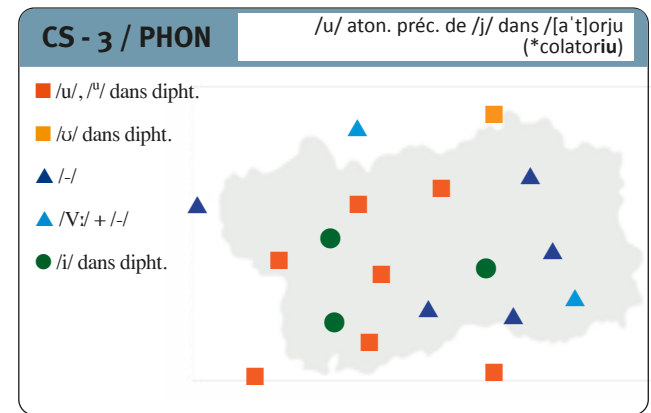 CS - 3 / PHON
/u/ aton. préc. de /j/ dans /[aˈt]orju
(*colatoriu)
/u/, /ᵘ/ dans dipht.
/ʊ/ dans dipht.
/-/
/V:/ + /-/
/i/ dans dipht.